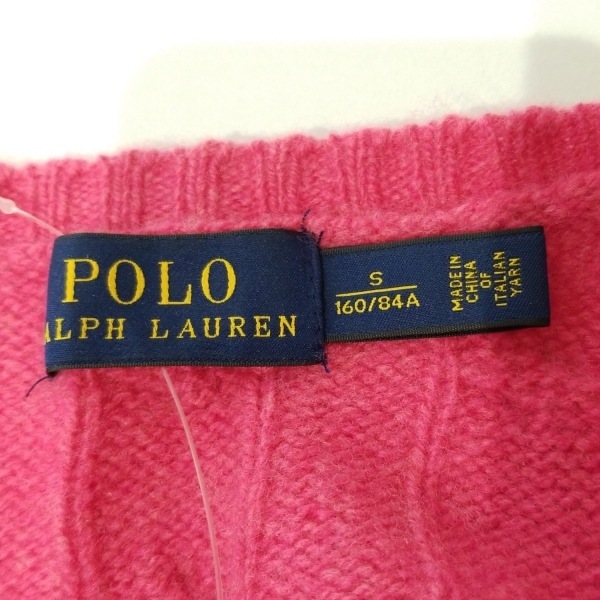 POLO
ALPH LAUREN
S
160/84A
MADE IN
CHINA
OF
ITALIAN
YARN